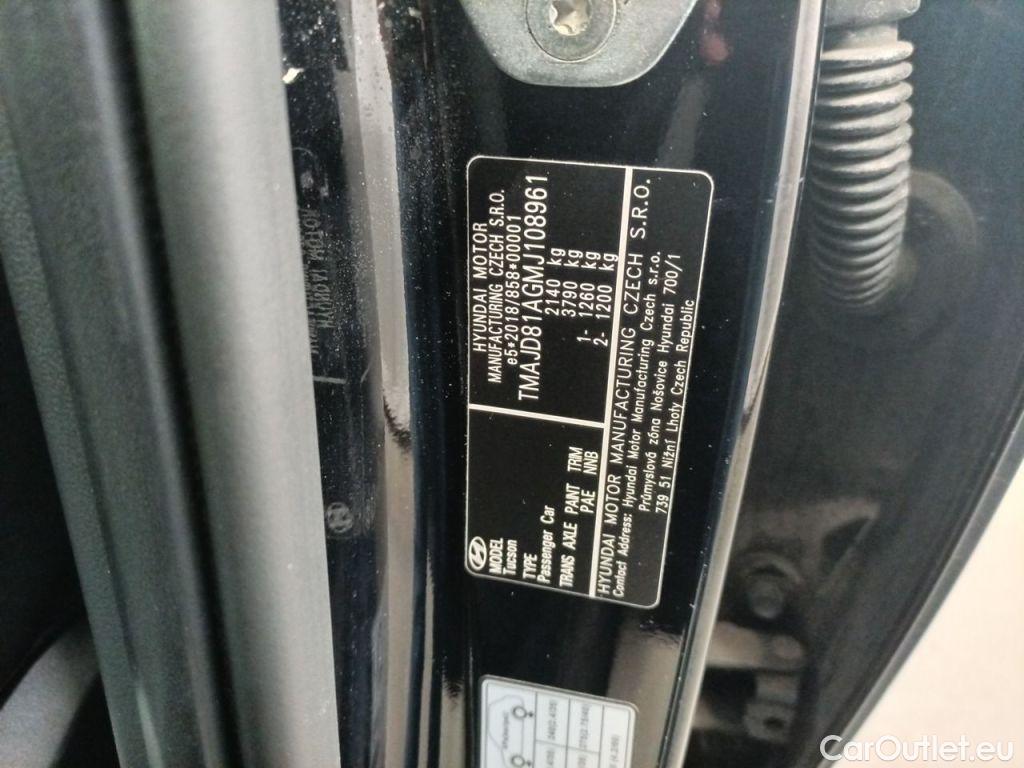 HYUNDAI MOTOR
MANUFACTURING CZECH S.R.O.
e5*2018/858*00001
TMAJD81AGMJ108961
2140 kg
3790 kg
1- 1260 kg
2- 1200 kg
MODEL
Tucson
TYPE
Passenger Car
TRANS AXLE PAINT TRIM
PAE NNB
HYUNDAI MOTOR MANUFACTURING CZECH S.R.O.
Contact Address: Hyundai Motor Manufacturing Czech s.r.o.
Průmyslová zóna Nošovice Hyundai 700/1
739 51 Nižní Lhoty Czech Republic
CarOutlet.eu